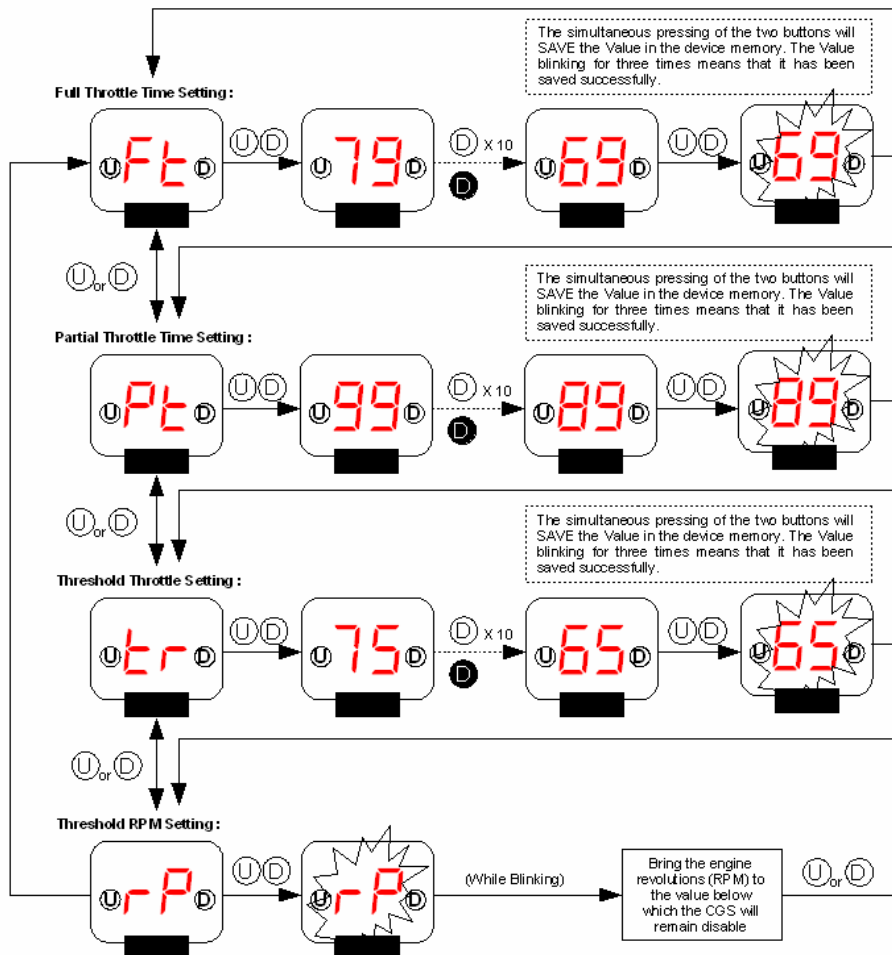 The simultaneous pressing of the two buttons will
SAVE the Value in the device memory. The Value
blinking for three times means that it has been
saved successfully.
Full Throttle Time Setting :
U Ft D
U D
U 79 D
D X 10
D
U 69 D
U D
U 69 D
U or D
The simultaneous pressing of the two buttons will
SAVE the Value in the device memory. The Value
blinking for three times means that it has been
saved successfully.
Partial Throttle Time Setting :
U Pt D
U D
U 99 D
D X 10
D
U 89 D
U D
U 89 D
U or D
The simultaneous pressing of the two buttons will
SAVE the Value in the device memory. The Value
blinking for three times means that it has been
saved successfully.
Threshold Throttle Setting :
U tr D
U D
U 75 D
D X 10
D
U 65 D
U D
U 65 D
U or D
Threshold RPM Setting :
U rP D
U D
U rP D
(While Blinking)
Bring the engine
revolutions (RPM) to
the value below
which the CGS will
remain disable
U or D